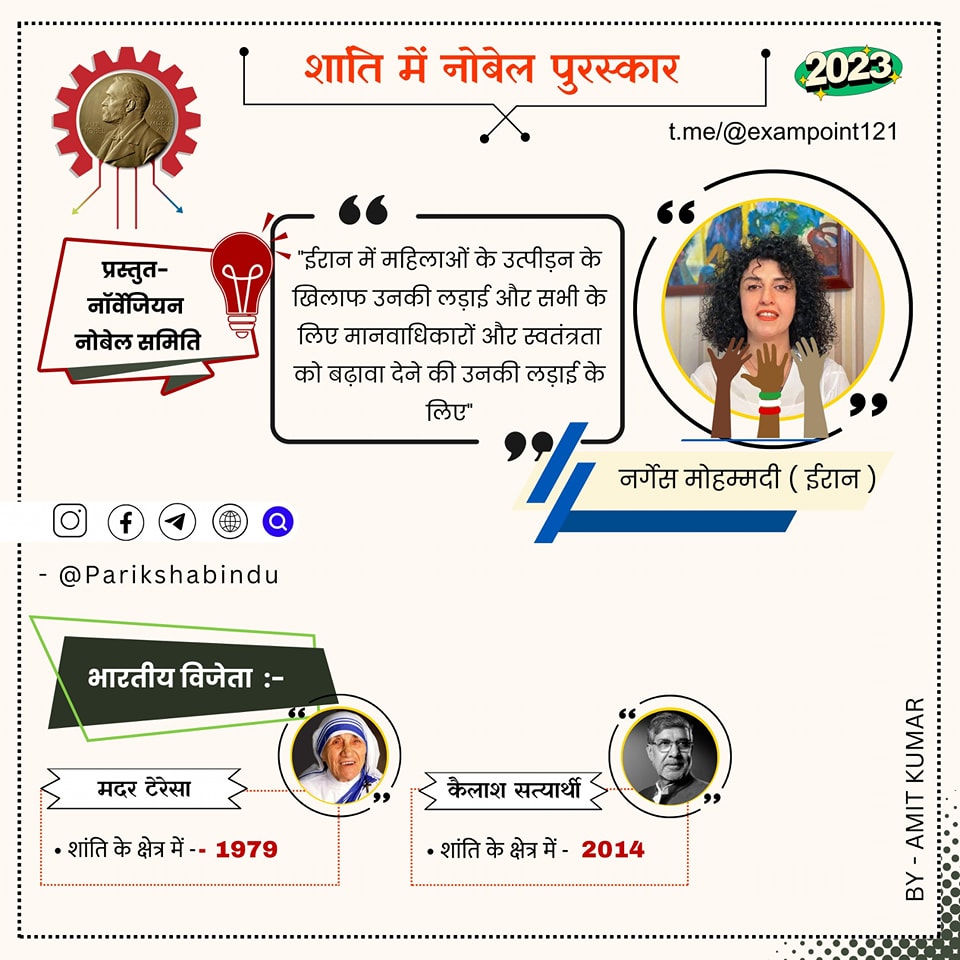 शांति में नोबेल पुरस्कार
2023
t.me/@exampoint121
प्रस्तुत-
नॉर्वेजियन
नोबेल समिति
"ईरान में महिलाओं के उत्पीड़न के
खिलाफ उनकी लड़ाई और सभी के
लिए मानवाधिकारों और स्वतंत्रता
को बढ़ावा देने की उनकी लड़ाई के
लिए"
नर्गेस मोहम्मदी ( ईरान )
- @Parikshabindu
भारतीय विजेता :-
मदर टेरेसा
• शांति के क्षेत्र में -- 1979
कैलाश सत्यार्थी
• शांति के क्षेत्र में - 2014
BY - AMIT KUMAR